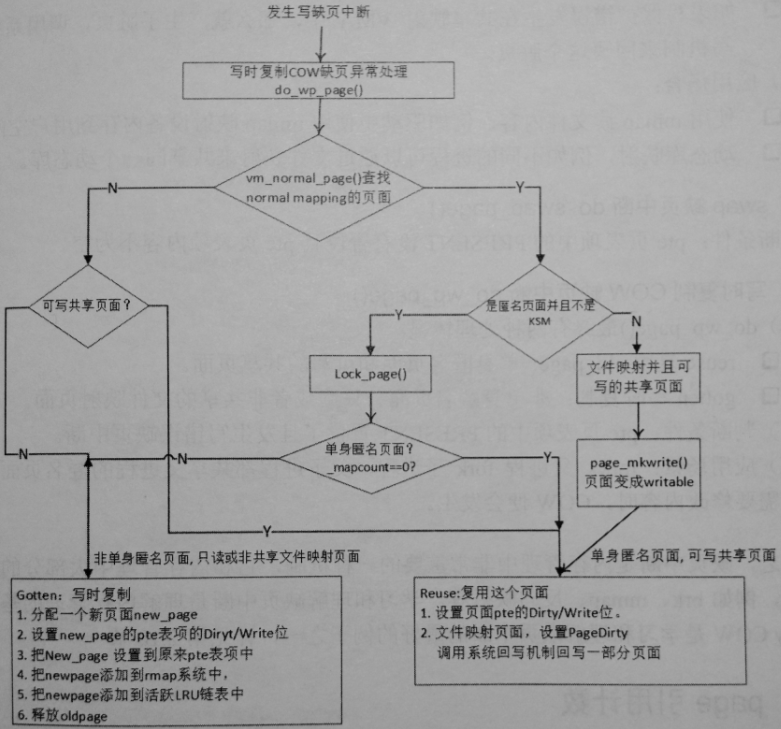 发生写缺页中断
写时复制COW缺页异常处理
do_wp_page()
vm_normal_page()查找
normal mapping的页面
N
Y
可写共享页面？
是匿名页面并且不是
KSM
Y
N
Lock_page()
文件映射并且可
写的共享页面
单身匿名页面？
_mapcount==0?
N
N
Y
page_mkwrite()
页面变成writable
Y
非单身匿名页面, 只读或非共享文件映射页面
单身匿名页面, 可写共享页面
Gotten：写时复制
1. 分配一个新页面new_page
2. 设置new_page的pte表项的Diryt/Write位
3. 把New_page 设置到原来pte表项中
4. 把newpage添加到rmap系统中,
5. 把newpage添加到活跃LRU链表中
6. 释放oldpage
Reuse:复用这个页面
1. 设置页面pte的Dirty/Write位.
2. 文件映射页面，设置PageDirty
调用系统回写机制回写一部分页面